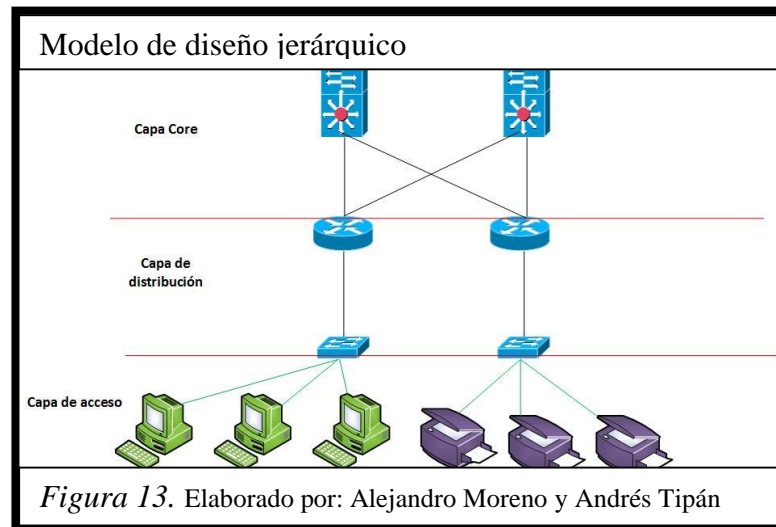 Modelo de diseño jerárquico
Capa Core
Capa de
distribución
Capa de acceso
Figura 13. Elaborado por: Alejandro Moreno y Andrés Tipán